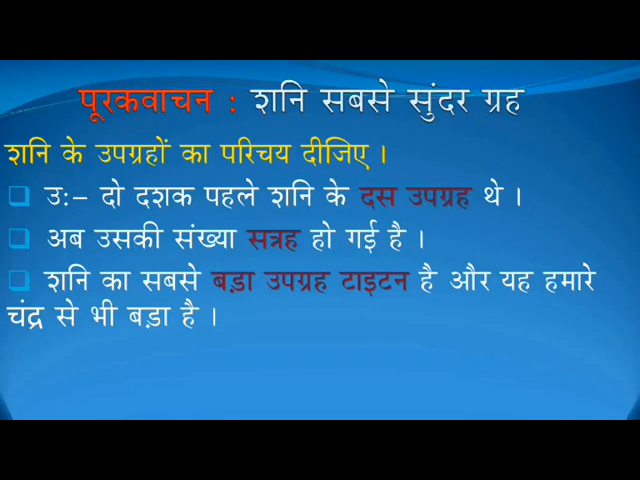 पूरकवाचन : शनि सबसे सुंदर ग्रह
शनि के उपग्रहों का परिचय दीजिए ।
उः– दो दशक पहले शनि के दस उपग्रह थे ।
अब उसकी संख्या सत्रह हो गई है ।
शनि का सबसे बड़ा उपग्रह टाइटन है और यह हमारे
चंद्र से भी बड़ा है ।